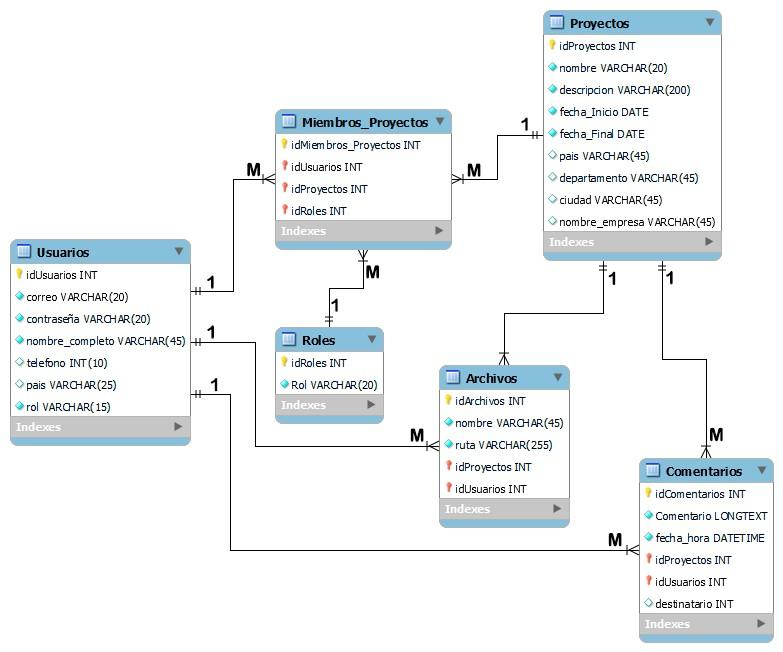 Proyectos
idProyectos INT
nombre VARCHAR(20)
descripcion VARCHAR(200)
fecha_Inicio DATE
fecha_Final DATE
pais VARCHAR(45)
departamento VARCHAR(45)
ciudad VARCHAR(45)
nombre_empresa VARCHAR(45)
Indexes
Miembros_Proyectos
idMiembros_Proyectos INT
idUsuarios INT
idProyectos INT
idRoles INT
Indexes
M
M
1
M
1
Usuarios
idUsuarios INT
correo VARCHAR(20)
contraseña VARCHAR(20)
nombre_completo VARCHAR(45)
telefono INT(10)
pais VARCHAR(25)
rol VARCHAR(15)
Indexes
1
1
1
Roles
idRoles INT
Rol VARCHAR(20)
Indexes
1
1
Archivos
idArchivos INT
nombre VARCHAR(45)
ruta VARCHAR(255)
idProyectos INT
idUsuarios INT
Indexes
M
M
Comentarios
idComentarios INT
Comentario LONGTEXT
fecha_hora DATETIME
idProyectos INT
idUsuarios INT
destinatario INT
Indexes
M